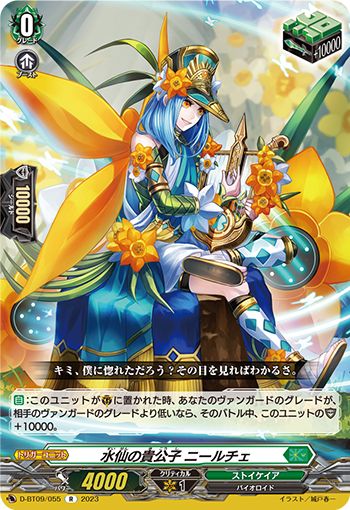 0
グレード
ブースト
引
+10000
10000
シールド
キミ、僕に惚れただろう？その目を見ればわかるさ。
自：このユニットがGに置かれた時、あなたのヴァンガードのグレードが、
相手のヴァンガードのグレードより低いなら、そのバトル中、このユニットの
+10000。
トリガーユニット
水仙の貴公子 ニールチェ
パワー
4000
クリティカル
1
ストイケイア
バイオロイド
D-BT09/055 R 2023
イラスト／城戸春一